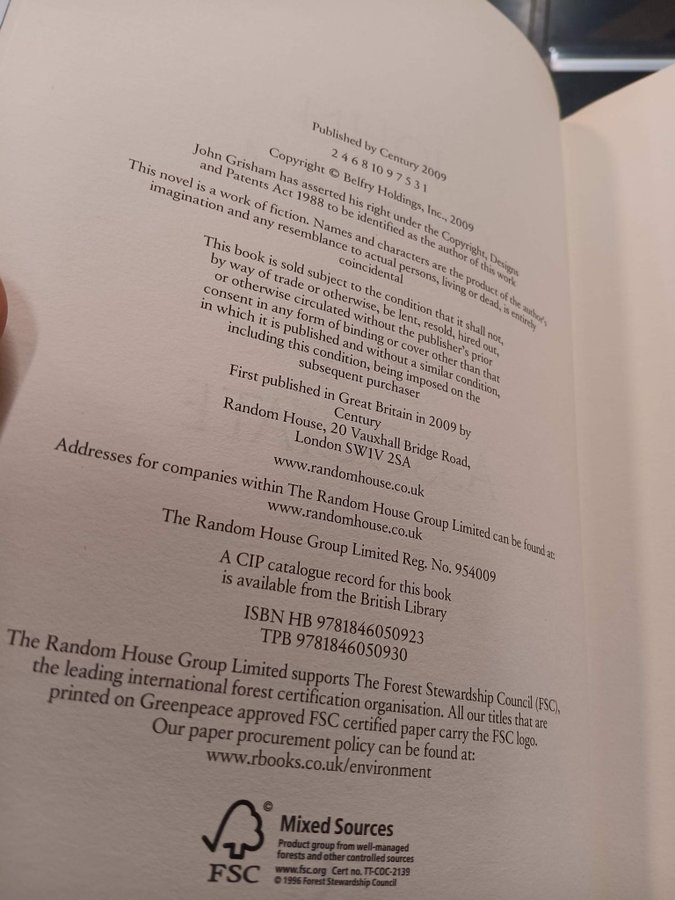 Published by Century 2009
2 4 6 8 10 9 7 5 3 1
Copyright © Belfry Holdings, Inc., 2009
John Grisham has asserted his right under the Copyright, Designs
and Patents Act 1988 to be identified as the author of this work
This novel is a work of fiction. Names and characters are the product of the author's
imagination and any resemblance to actual persons, living or dead, is entirely
coincidental
This book is sold subject to the condition that it shall not,
by way of trade or otherwise, be lent, resold, hired out,
or otherwise circulated without the publisher's prior
consent in any form of binding or cover other than that
in which it is published and without a similar condition,
including this condition, being imposed on the
subsequent purchaser
First published in Great Britain in 2009 by
Century
Random House, 20 Vauxhall Bridge Road,
London SW1V 2SA
www.randomhouse.co.uk
Addresses for companies within The Random House Group Limited can be found at:
www.randomhouse.co.uk
The Random House Group Limited Reg. No. 954009
A CIP catalogue record for this book
is available from the British Library
ISBN HB 9781846050923
TPB 9781846050930
The Random House Group Limited supports The Forest Stewardship Council (FSC),
the leading international forest certification organisation. All our titles that are
printed on Greenpeace approved FSC certified paper carry the FSC logo.
Our paper procurement policy can be found at:
www.rbooks.co.uk/environment
©
FSC
Mixed Sources
Product group from well-managed
forests and other controlled sources
www.fsc.org Cert no. TT-COC-2139
© 1996 Forest Stewardship Council